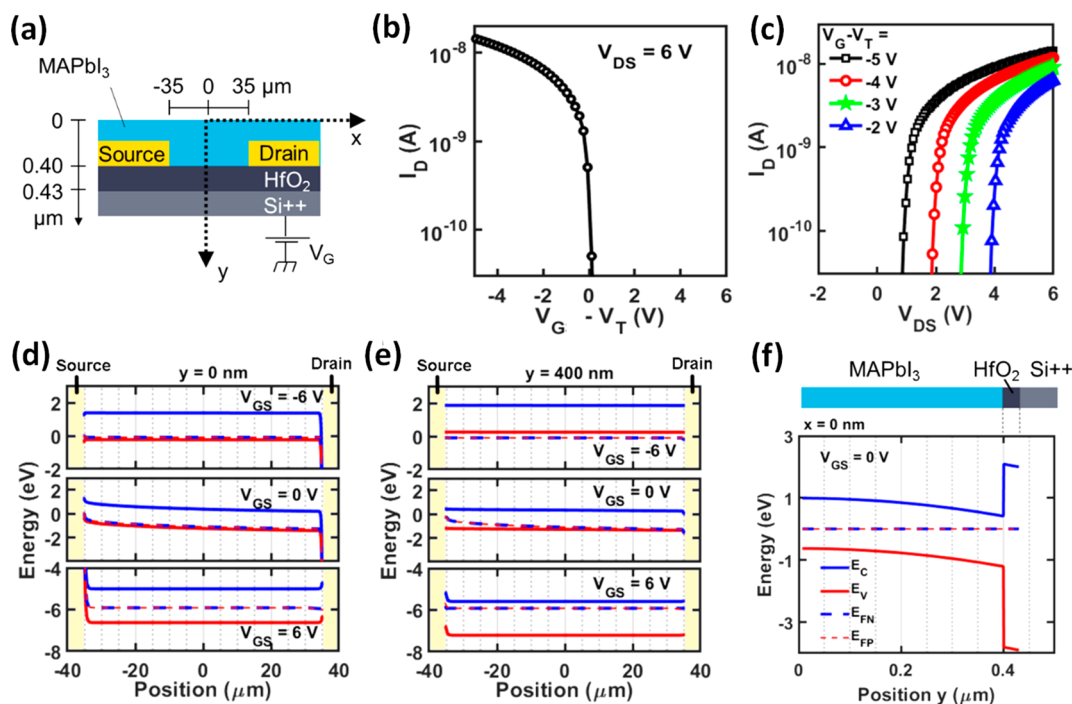 (a)
MAPbI3
-35 0 35 μm
0
x
Source Drain
0.40
HfO2
0.43
Si++
μm
VG
y
(b)
VDS = 6 V
ID (A)
10-8
10-9
10-10
-4 -2 0 2 4 6
VG - VT (V)
(c)
VG-VT =
-5 V
-4 V
-3 V
-2 V
ID (A)
10-8
10-9
10-10
-2 0 2 4 6
VDS (V)
(d)
Source
Drain
y = 0 nm
VGS = -6 V
VGS = 0 V
VGS = 6 V
Energy (eV)
2
0
-2
2
0
-2
-4
-6
-8
-40 -20 0 20 40
Position (μm)
(e)
Source
Drain
y = 400 nm
VGS = -6 V
VGS = 0 V
VGS = 6 V
Energy (eV)
2
0
-2
2
0
-2
-4
-6
-8
-40 -20 0 20 40
Position (μm)
(f)
MAPbI3 HfO2 Si++
x = 0 nm
VGS = 0 V
Energy (eV)
3
1
-1
-3
EC
EV
EFN
EFP
0 0.2 0.4
Position y (μm)